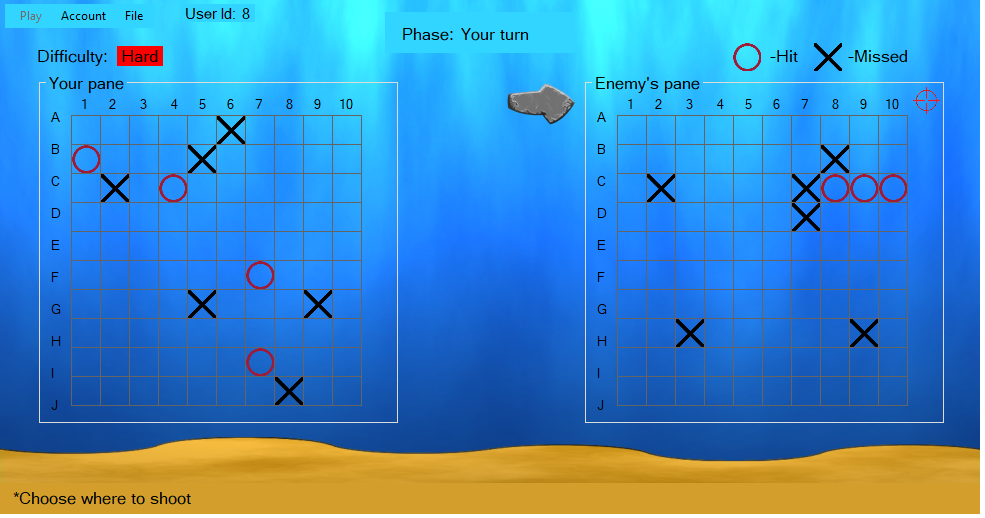 Play Account File User Id: 8
Phase: Your turn
Difficulty: Hard
-Hit -Missed
Your pane
1 2 3 4 5 6 7 8 9 10
A
B
C
D
E
F
G
H
I
J
Enemy's pane
1 2 3 4 5 6 7 8 9 10
A
B
C
D
E
F
G
H
I
J
*Choose where to shoot